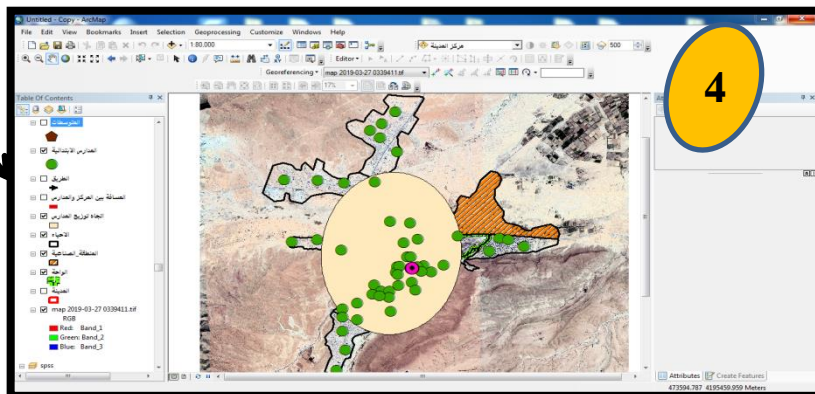 Untitled - Copy - ArcMap
File Edit View Bookmarks Insert Selection Geoprocessing Customize Windows Help
1:80,000
مركز المدينة
500
Editor
Georeferencing
map 2019-03-27 0339411.tif
17%
4
Table Of Contents
المتوسطات
المدارس الابتدائية
الطريق
المسافة بين المركز والمدارس
اتجاه توزيع المدارس
الاحياء
المنطقة_الصناعية
الواحة
المدينة
map 2019-03-27 0339411.tif
RGB
Red: Band_1
Green: Band_2
Blue: Band_3
spss
Attributes
Create Features
473594.787 4195459.959 Meters